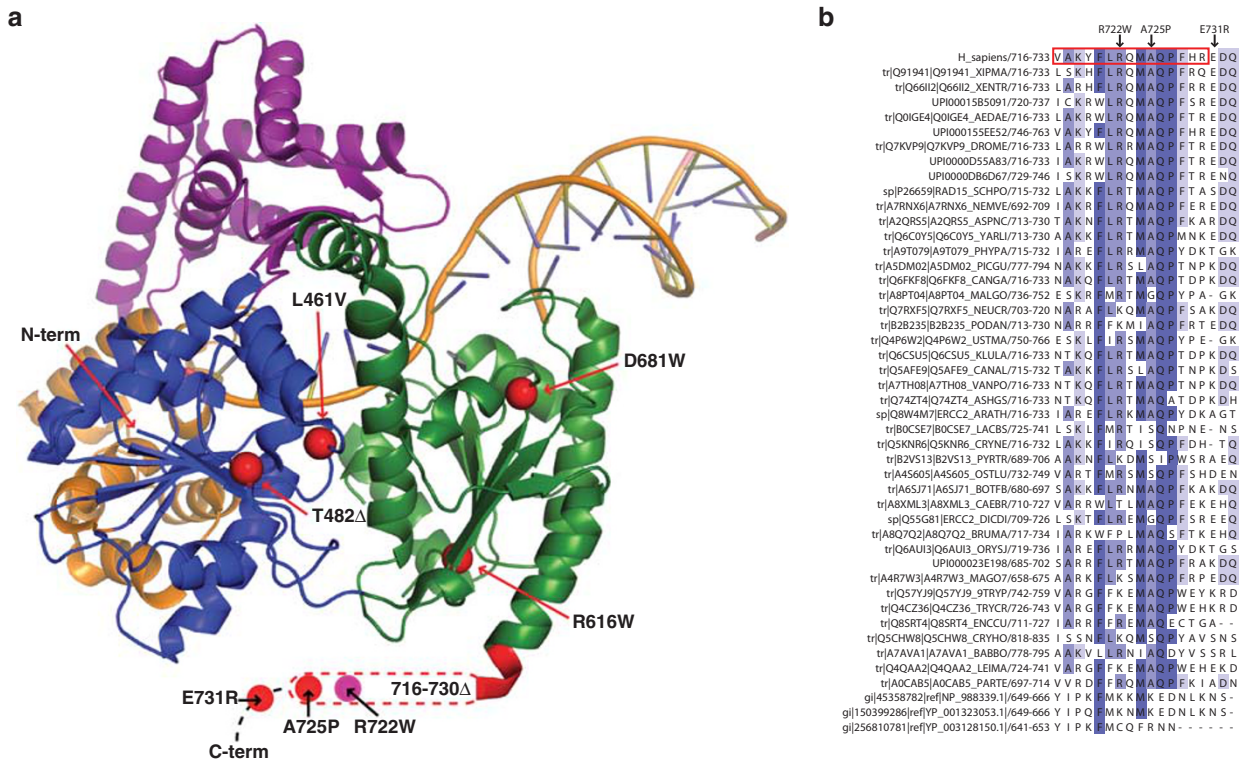 a
L461V
N-term
D681W
T482Δ
R616W
716-730Δ
E731R
A725P
R722W
C-term
b
R722W A725P E731R
H_sapiens/716-733 V A K Y F L R Q M A Q P F H R E D Q
tr|Q91941|Q91941_XIPMA/716-733 L S K H F L R Q M A Q P F R Q E D Q
tr|Q66II2|Q66II2_XENTR/716-733 L A R H F L R Q M A Q P F R R E D Q
UPI00015B5091/720-737 I C K R W L R Q M A Q P F S R E D Q
tr|Q0IGE4|Q0IGE4_AEDAE/716-733 L A K R W L R Q M A Q P F T R E D Q
UPI000155EE52/746-763 V A K Y F L R Q M A Q P F H R E D Q
tr|Q7KVP9|Q7KVP9_DROME/716-733 L A R R W L R R M A Q P F T R E D Q
UPI0000D55A83/716-733 I A K R W L R Q M A Q P F T R E D Q
UPI0000DB6D67/729-746 I S K R W L R Q M A Q P F T R E N Q
sp|P26659|RAD15_SCHPO/715-732 L A K K F L R T M A Q P F T A S D Q
tr|A7RNX6|A7RNX6_NEMVE/692-709 I A K R F L R T M A Q P F E R E D Q
tr|A2QRS5|A2QRS5_ASPNC/713-730 T A K N F L R T M A Q P F K A R D Q
tr|Q6C0Y5|Q6C0Y5_YARLI/713-730 A A K K F L R T M A Q P M N K E D Q
tr|A9T079|A9T079_PHYPA/715-732 I A R E F L R R M A Q P Y D K T G K
tr|A5DM02|A5DM02_PICGU/777-794 N A K K F L R S L A Q P T N P K D Q
tr|Q6FKF8|Q6FKF8_CANGA/716-733 N A K Q F L R T M A Q P T D P K D Q
tr|A8PT04|A8PT04_MALGO/736-752 E S K R F M R T M G Q P Y P A - G K
tr|Q7RXF5|Q7RXF5_NEUCR/703-720 N A R A F L K Q M A Q P F S A K D Q
tr|B2B235|B2B235_PODAN/713-730 N A R R F F K M I A Q P F R T E D Q
tr|Q4P6W2|Q4P6W2_USTMA/750-766 E S K L F I R S M A Q P Y P E - G K
tr|Q6CSU5|Q6CSU5_KLULA/716-733 N T K Q F L R T M A Q P T D P K D Q
tr|Q5AFE9|Q5AFE9_CANAL/715-732 T A K K F L R S L A Q P T N P K D S
tr|A7TH08|A7TH08_VANPO/716-733 N T K Q F L R T M A Q P T D P K D Q
tr|Q74ZT4|Q74ZT4_ASHGS/716-733 N T K Q F L R T M A Q A T D P K D H
sp|Q8W4M7|ERCC2_ARATH/716-733 I A R E F L R K M A Q P Y D K A G T
tr|B0CSE7|B0CSE7_LACBS/725-741 L S K L F M R T I S Q N P N E - N S
tr|Q5KNR6|Q5KNR6_CRYNE/716-732 L A K K F I R Q I S Q P F D H - T Q
tr|B2VS13|B2VS13_PYRTR/689-706 A A K N F L K D M S I P W S R A E Q
tr|A4S605|A4S605_OSTLU/732-749 V A R T F M R S M S Q P F S H D E N
tr|A6SJ71|A6SJ71_BOTFB/680-697 S A K K F L R N M A Q P F K A K D Q
tr|A8XML3|A8XML3_CAEBR/710-727 V A R R W L T L M A Q P F E K E H Q
sp|Q55G81|ERCC2_DICDI/709-726 L S K T F L R E M G Q P F S R E E Q
tr|A8Q7Q2|A8Q7Q2_BRUMA/717-734 I A R K W F P L M A Q S F T K E H Q
tr|Q6AUI3|Q6AUI3_ORYSJ/719-736 I A R E F L R R M A Q P Y D K T G S
UPI000023E198/685-702 S A R R F L R T M A Q P F K A K D Q
tr|A4R7W3|A4R7W3_MAGO7/658-675 A A R K F L K S M A Q P F R P E D Q
tr|Q57YJ9|Q57YJ9_9TRYP/742-759 V A R G F F K E M A Q P W E Y K R D
tr|Q4CZ36|Q4CZ36_TRYCR/726-743 V A R G F F K E M A Q P W E H K R D
tr|Q8SRT4|Q8SRT4_ENCCU/711-727 I A R R F F R E M A Q E C T G A - -
tr|Q5CHW8|Q5CHW8_CRYHO/818-835 I S S N F L K Q M S Q P Y A V S N S
tr|A7AVA1|A7AVA1_BABBO/778-795 A A K V L L R N I A Q D Y V S S R L
tr|Q4QAA2|Q4QAA2_LEIMA/724-741 V A R G F F K E M A Q P W E H E K D
tr|A0CAB5|A0CAB5_PARTE/697-714 V V R D F F R Q M A Q P F K I A D N
gi|45358782|ref|NP_988339.1|/649-666 Y I P K F M K K M K E D N L K N S -
gi|150399286|ref|YP_001323053.1|/649-666 Y I P Q F M K N M K E D N L K N S -
gi|256810781|ref|YP_003128150.1|/641-653 Y I P K F M C Q F R N N - - - - - -